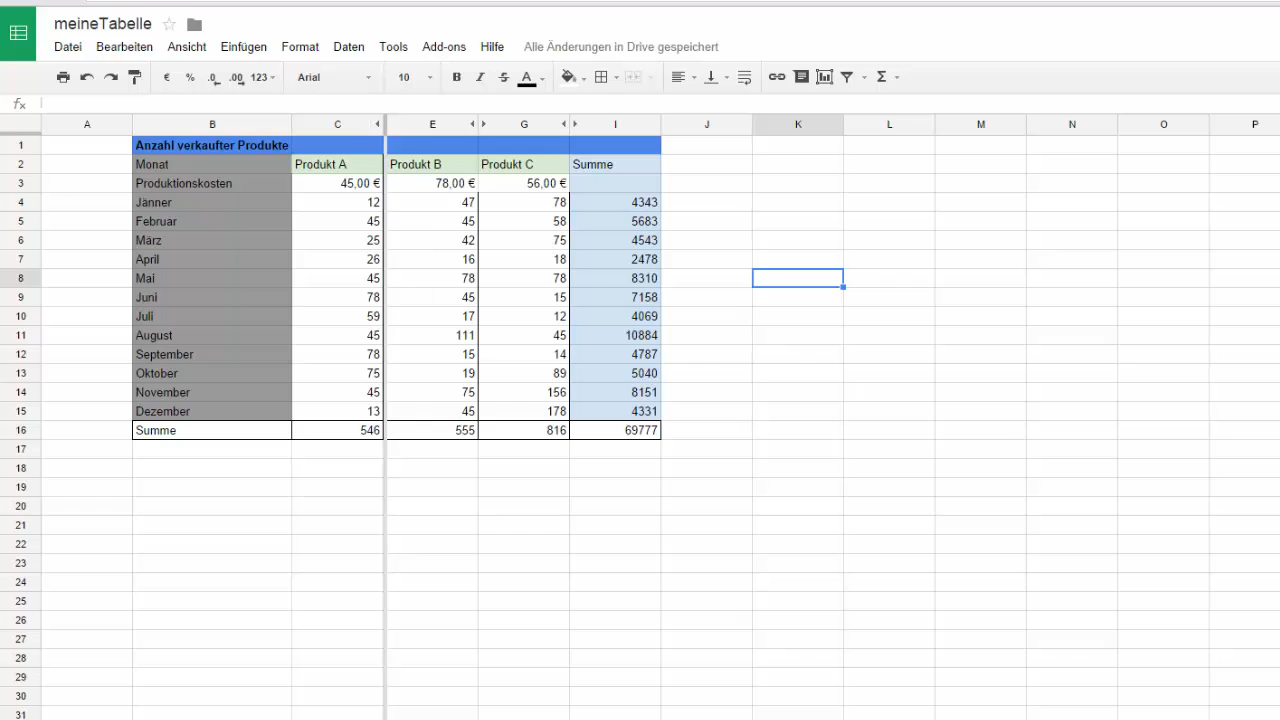 meineTabelle
Datei Bearbeiten Ansicht Einfügen Format Daten Tools Add-ons Hilfe Alle Änderungen in Drive gespeichert
€ % .0 .00 123 Arial 10 B I S A Σ
fx
A B C E G I J K L M N O P
1 Anzahl verkaufter Produkte
2 Monat Produkt A Produkt B Produkt C Summe
3 Produktionskosten 45,00 € 78,00 € 56,00 €
4 Jänner 12 47 78 4343
5 Februar 45 45 58 5683
6 März 25 42 75 4543
7 April 26 16 18 2478
8 Mai 45 78 78 8310
9 Juni 78 45 15 7158
10 Juli 59 17 12 4069
11 August 45 111 45 10884
12 September 78 15 14 4787
13 Oktober 75 19 89 5040
14 November 45 75 156 8151
15 Dezember 13 45 178 4331
16 Summe 546 555 816 69777
17
18
19
20
21
22
23
24
25
26
27
28
29
30
31